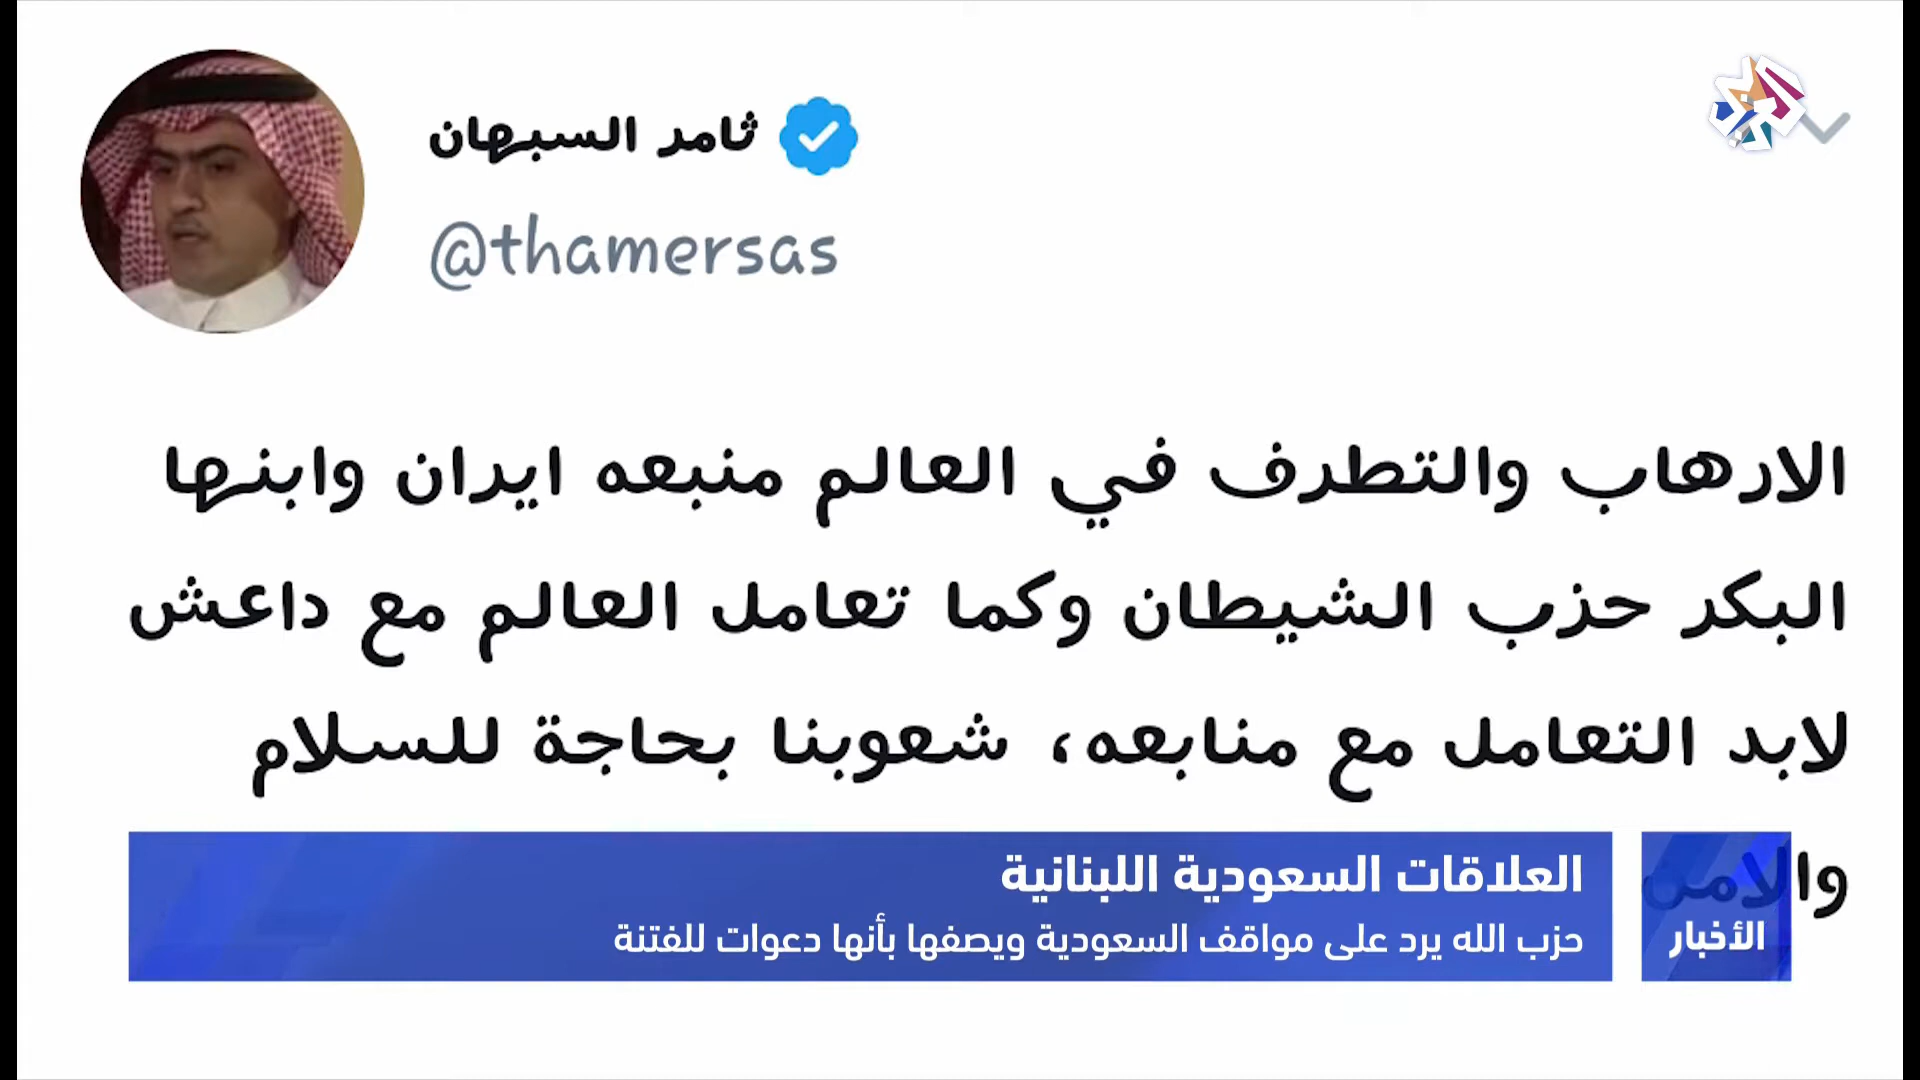 ثامر السبهان
@thamersas
الارهاب والتطرف في العالم منبعه ايران وابنها
البكر حزب الشيطان وكما تعامل العالم مع داعش
لابد التعامل مع منابعه، شعوبنا بحاجة للسلام
والامن
العلاقات السعودية اللبنانية
حزب الله يرد على مواقف السعودية ويصفها بأنها دعوات للفتنة
الأخبار